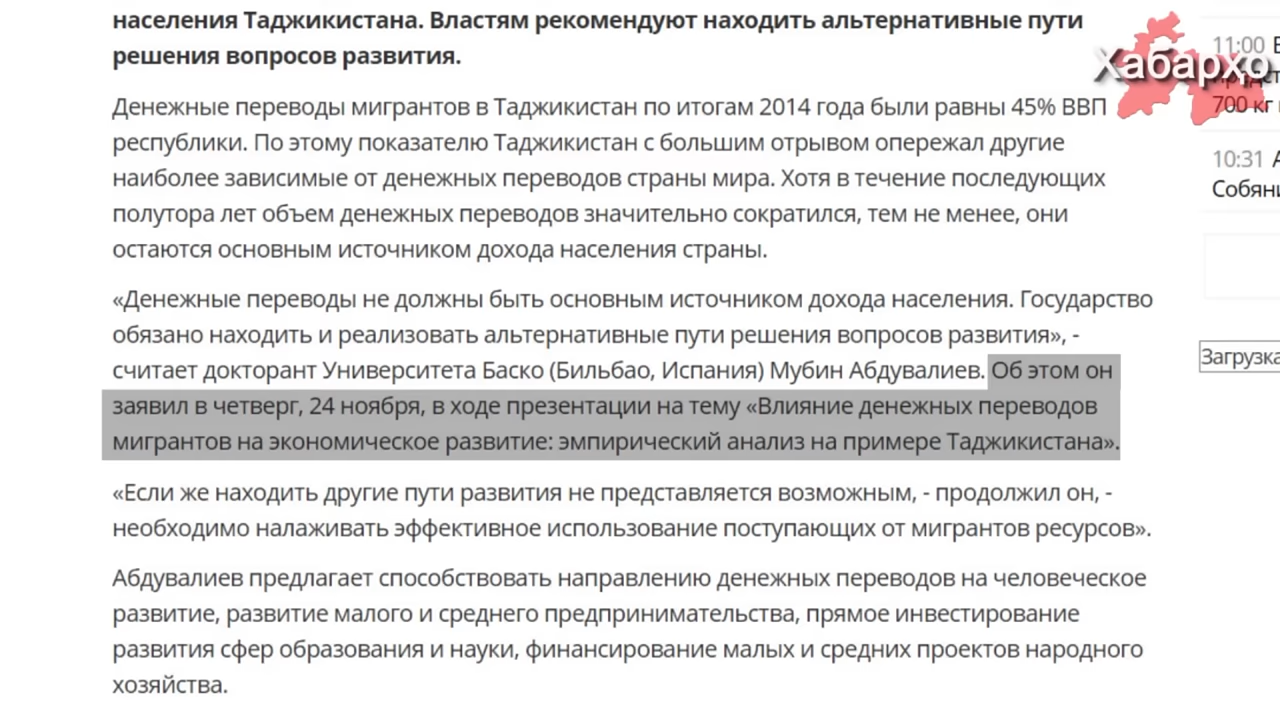 населения Таджикистана. Властям рекомендуют находить альтернативные пути
решения вопросов развития.
Денежные переводы мигрантов в Таджикистан по итогам 2014 года были равны 45% ВВП
республики. По этому показателю Таджикистан с большим отрывом опережал другие
наиболее зависимые от денежных переводов страны мира. Хотя в течение последующих
полутора лет объем денежных переводов значительно сократился, тем не менее, они
остаются основным источником дохода населения страны.
«Денежные переводы не должны быть основным источником дохода населения. Государство
обязано находить и реализовать альтернативные пути решения вопросов развития», -
считает докторант Университета Баско (Бильбао, Испания) Мубин Абдувалиев. Об этом он
заявил в четверг, 24 ноября, в ходе презентации на тему «Влияние денежных переводов
мигрантов на экономическое развитие: эмпирический анализ на примере Таджикистана».
«Если же находить другие пути развития не представляется возможным, - продолжил он, -
необходимо налаживать эффективное использование поступающих от мигрантов ресурсов».
Абдувалиев предлагает способствовать направлению денежных переводов на человеческое
развитие, развитие малого и среднего предпринимательства, прямое инвестирование
развития сфер образования и науки, финансирование малых и средних проектов народного
хозяйства.
Хабархо
11:00
700 кг
10:31
Собяни
Загрузка